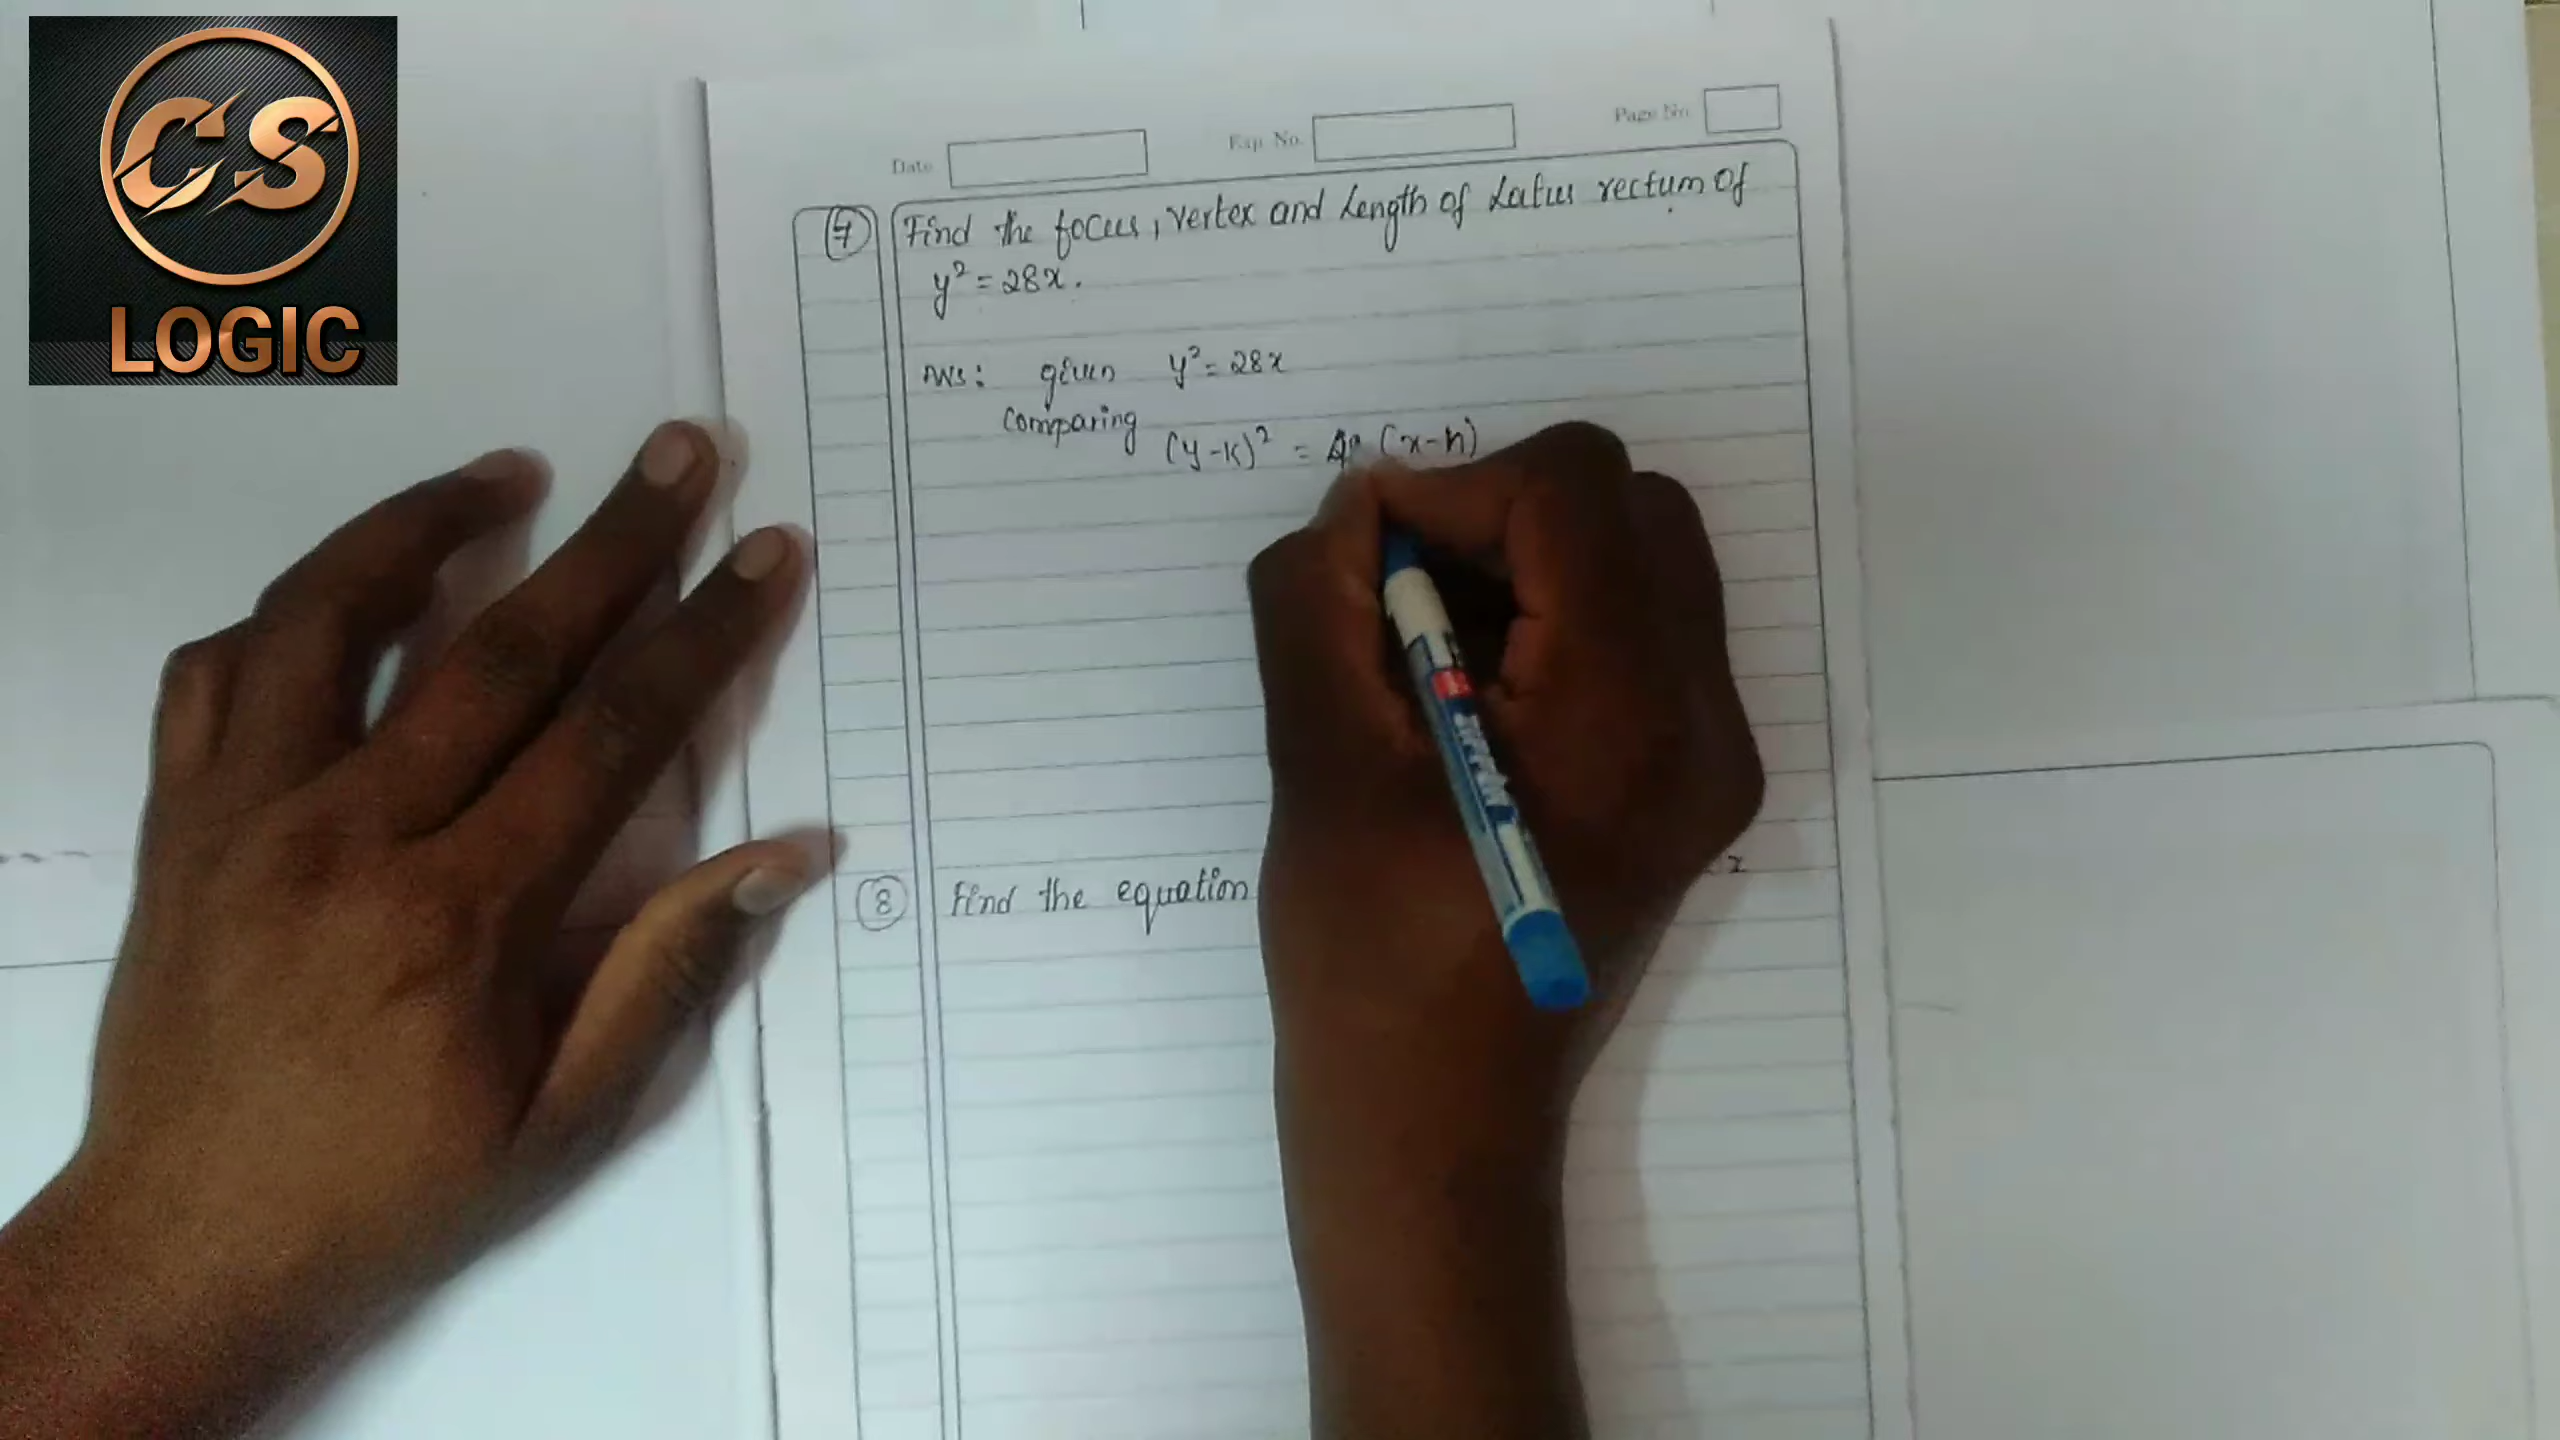 CS
LOGIC
Date
Exp. No.
Page No.
7 Find the focus, vertex and Length of Latus rectum of
y² = 28x.
Ans: given y² = 28x
comparing
(y-k)² = 4a (x-h)
8 Find the equation
x